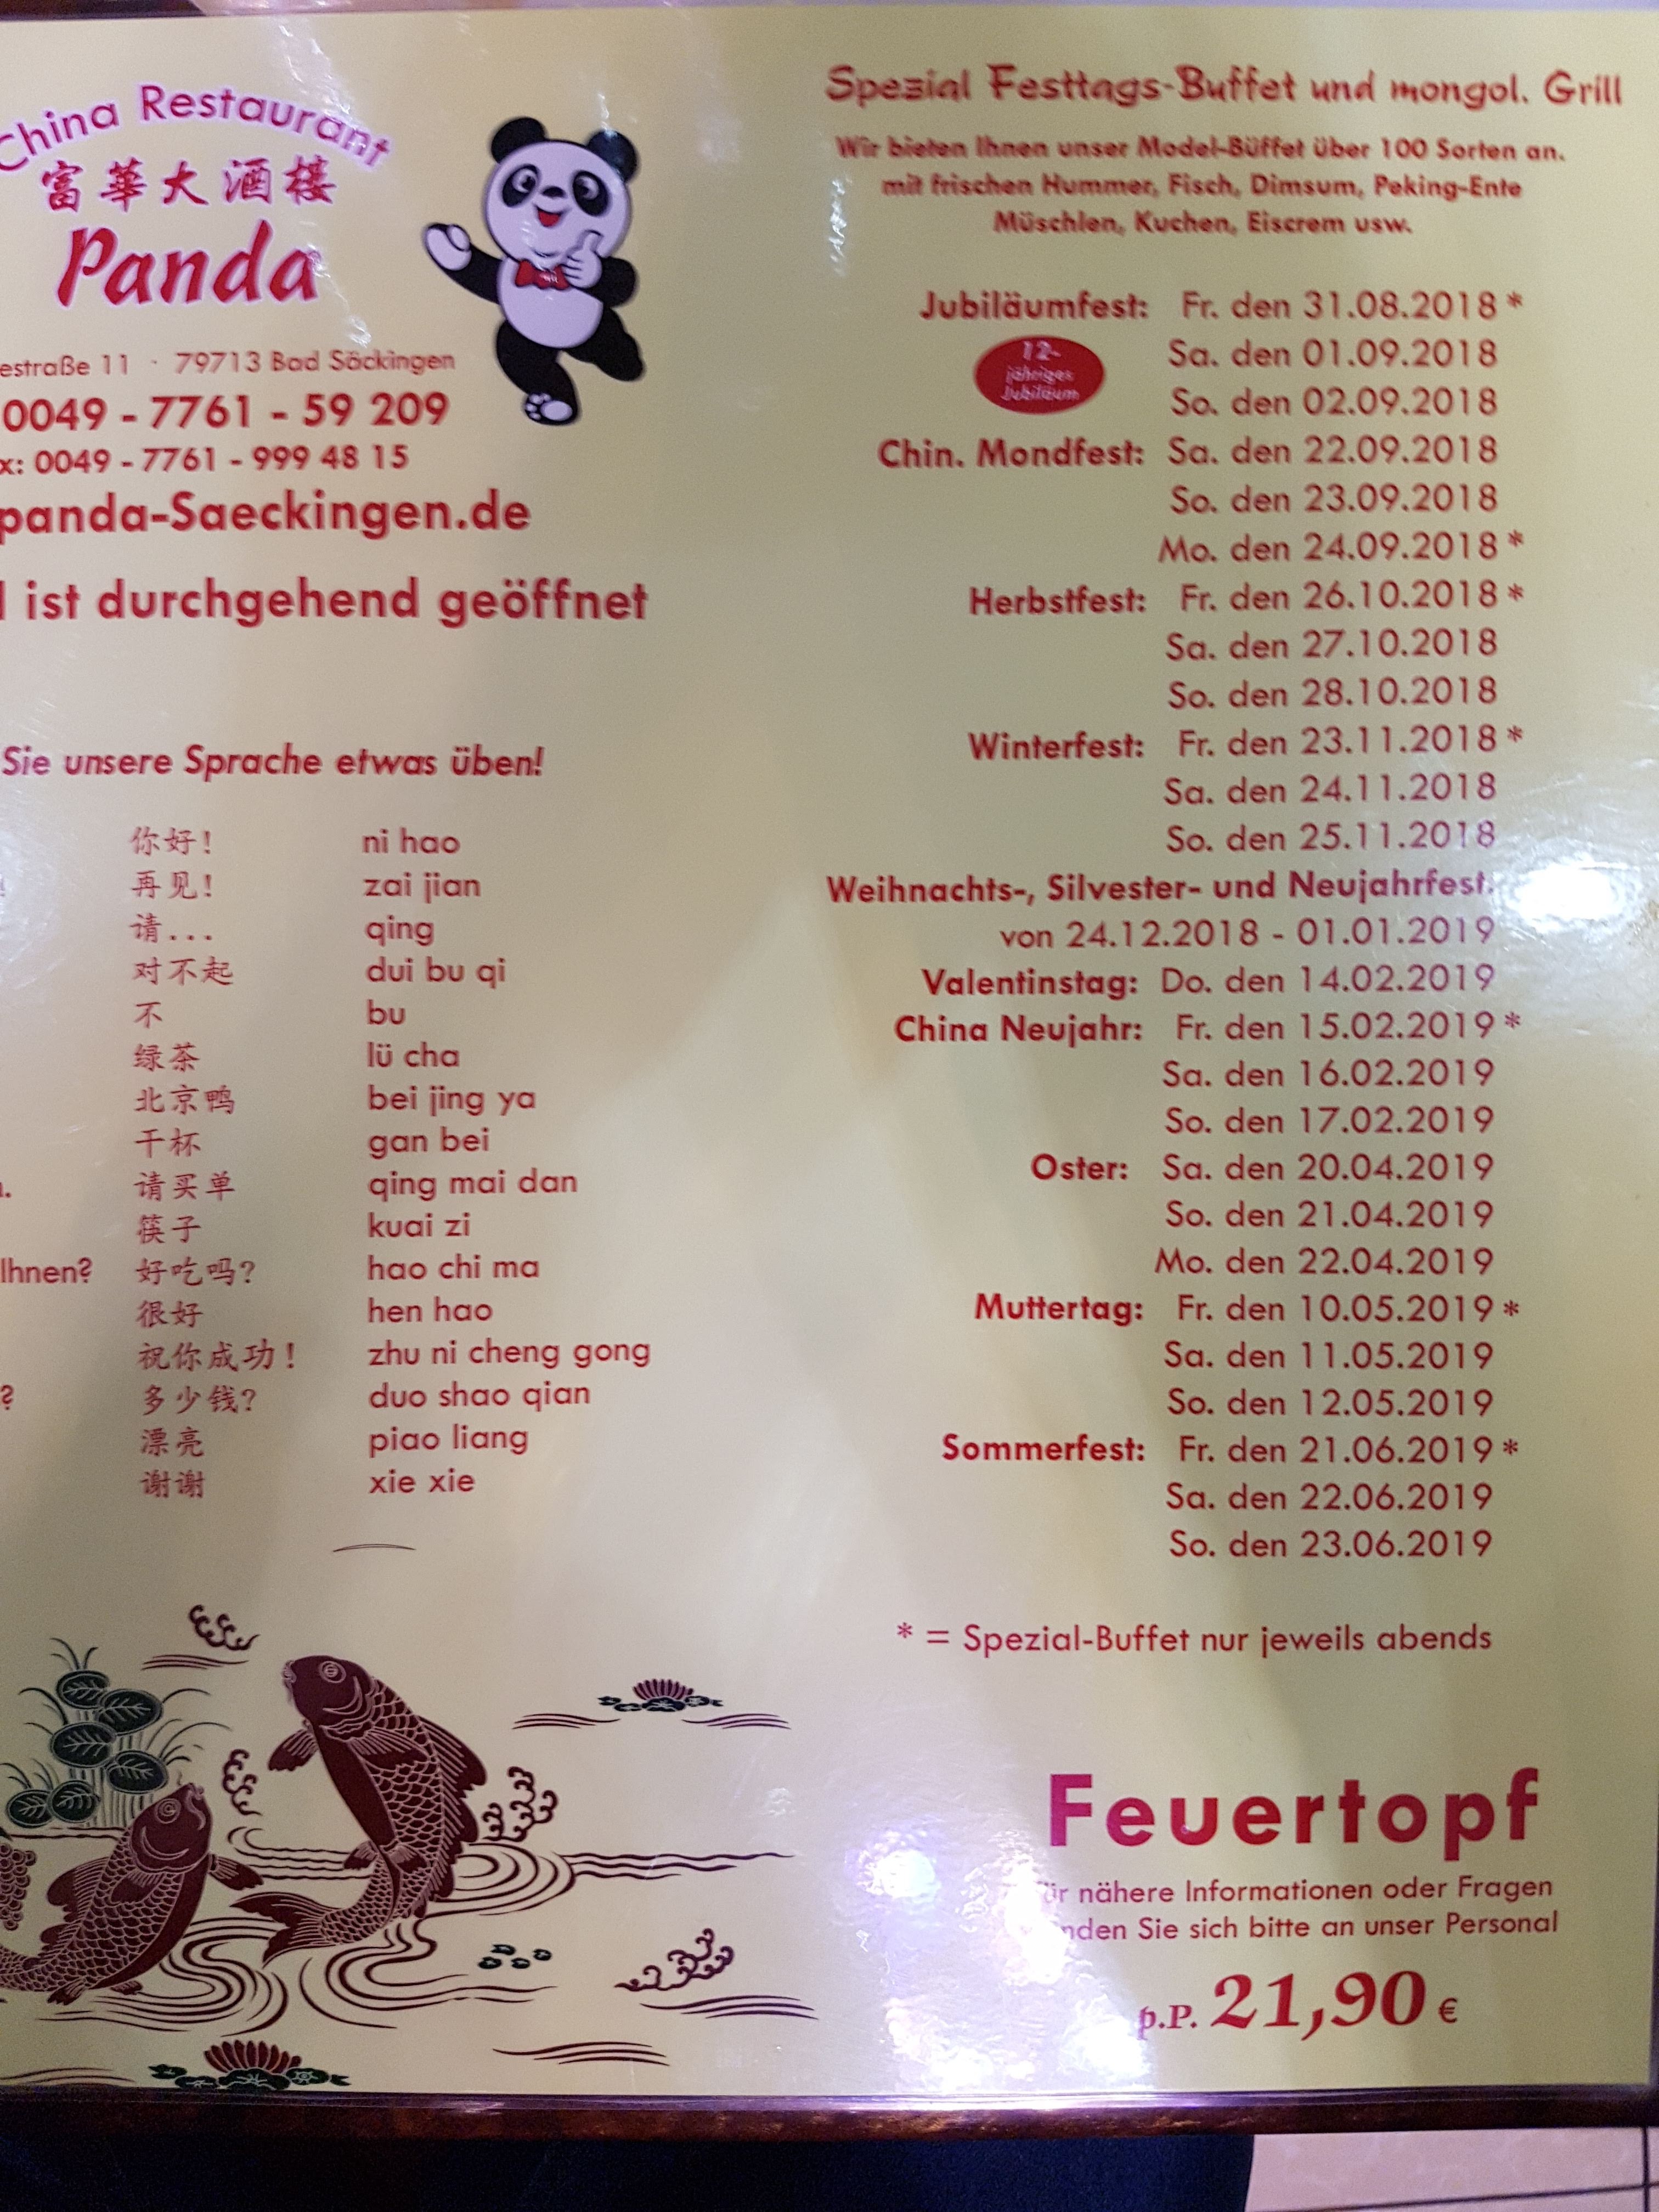 China Restaurant
富華大酒楼
Panda
11 · 79713 Bad Säckingen
0049 - 7761 - 59 209
0049 - 7761 - 999 48 15
panda-Saeckingen.de
ist durchgehend geöffnet
Sie unsere Sprache etwas üben!
你好! ni hao
再见! zai jian
请... qing
对不起 dui bu qi
不 bu
绿茶 lü cha
北京鸭 bei jing ya
干杯 gan bei
请买单 qing mai dan
筷子 kuai zi
Ihnen? 好吃吗? hao chi ma
很好 hen hao
祝你成功! zhu ni cheng gong
? 多少钱? duo shao qian
漂亮 piao liang
谢谢 xie xie
Spezial Festtags-Buffet und mongol. Grill
Wir bieten Ihnen unser Model-Büffet über 100 Sorten an.
mit frischen Hummer, Fisch, Dimsum, Peking-Ente
Müschlen, Kuchen, Eiscrem usw.
Jubiläumfest: Fr. den 31.08.2018 *
12-
jähriges
Jubiläum
Sa. den 01.09.2018
So. den 02.09.2018
Chin. Mondfest: Sa. den 22.09.2018
So. den 23.09.2018
Mo. den 24.09.2018 *
Herbstfest: Fr. den 26.10.2018 *
Sa. den 27.10.2018
So. den 28.10.2018
Winterfest: Fr. den 23.11.2018 *
Sa. den 24.11.2018
So. den 25.11.2018
Weihnachts-, Silvester- und Neujahrfest:
von 24.12.2018 - 01.01.2019
Valentinstag: Do. den 14.02.2019
China Neujahr: Fr. den 15.02.2019 *
Sa. den 16.02.2019
So. den 17.02.2019
Oster: Sa. den 20.04.2019
So. den 21.04.2019
Mo. den 22.04.2019
Muttertag: Fr. den 10.05.2019 *
Sa. den 11.05.2019
So. den 12.05.2019
Sommerfest: Fr. den 21.06.2019 *
Sa. den 22.06.2019
So. den 23.06.2019
* = Spezial-Buffet nur jeweils abends
Feuertopf
nähere Informationen oder Fragen
Sie sich bitte an unser Personal
p.P. 21,90 €